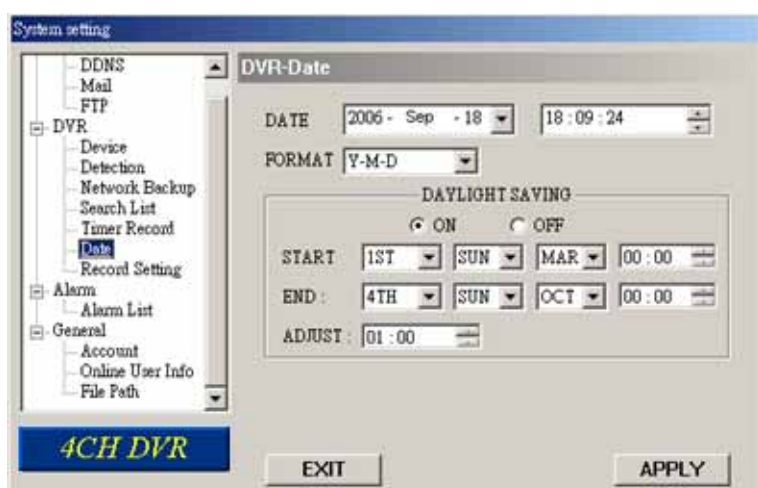 System setting
DDNS
Mail
FTP
DVR
Device
Detection
Network Backup
Search List
Timer Record
Date
Record Setting
Alarm
Alarm List
General
Account
Online User Info
File Path
4CH DVR
DVR-Date
DATE 2006 - Sep - 18 18 : 09 : 24
FORMAT Y-M-D
DAYLIGHT SAVING
ON OFF
START 1ST SUN MAR 00 : 00
END : 4TH SUN OCT 00 : 00
ADJUST : 01 : 00
EXIT APPLY